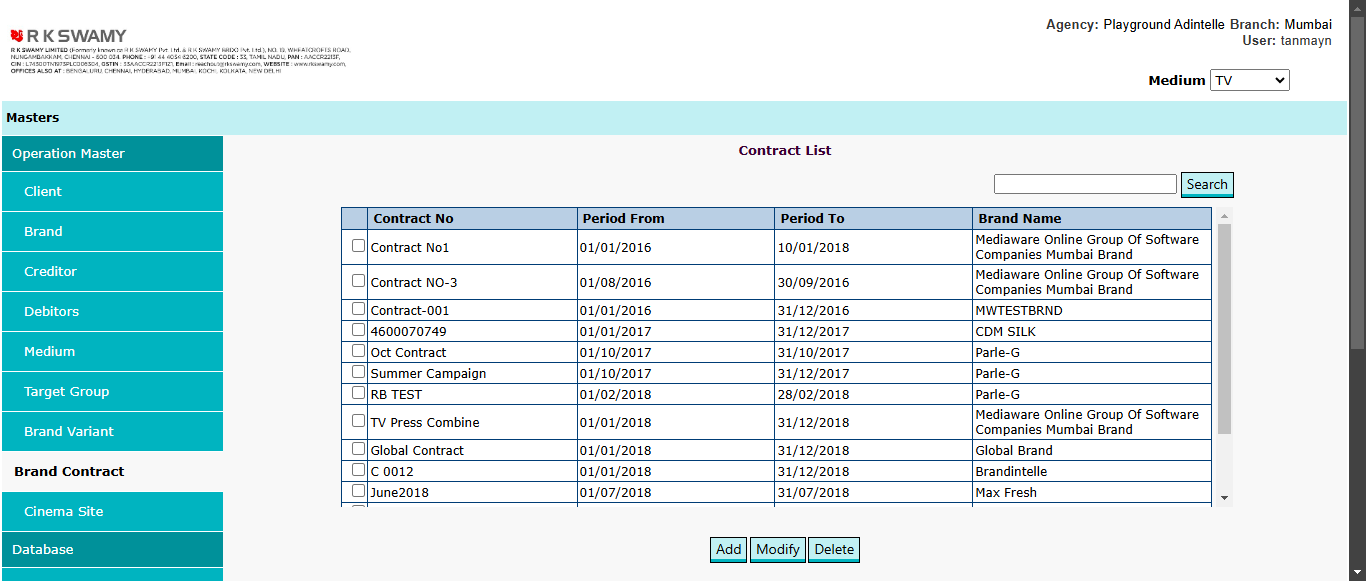 R K SWAMY
R K SWAMY LIMITED (Formerly known as R K SWAMY Pvt. Ltd. & R K SWAMY BBDO Pvt. Ltd.), NO. 19, WHEATCROFTS ROAD,
NUNGAMBAKKAM, CHENNAI - 600 034. PHONE : +91 44 4034 6200, STATE CODE : 33, TAMIL NADU, PAN : AACCR2213F,
Email : reachout@rkswamy.com, WEBSITE : www.rkswamy.com,
OFFICES ALSO AT : BENGALURU, CHENNAI, HYDERABAD, MUMBAI, KOCHI, KOLKATA, NEW DELHI
Agency: Playground Adintelle Branch: Mumbai
User: tanmayn
Medium TV
Masters
Operation Master
Client
Brand
Creditor
Debitors
Medium
Target Group
Brand Variant
Brand Contract
Cinema Site
Database
Contract List
Search
Contract No Period From Period To Brand Name
Contract No1 01/01/2016 10/01/2018 Mediaware Online Group Of Software
Companies Mumbai Brand
Contract NO-3 01/08/2016 30/09/2016 Mediaware Online Group Of Software
Companies Mumbai Brand
Contract-001 01/01/2016 31/12/2016 MWTESTBRND
4600070749 01/01/2017 31/12/2017 CDM SILK
Oct Contract 01/10/2017 31/10/2017 Parle-G
Summer Campaign 01/10/2017 31/12/2017 Parle-G
RB TEST 01/02/2018 28/02/2018 Parle-G
TV Press Combine 01/01/2018 31/12/2018 Mediaware Online Group Of Software
Companies Mumbai Brand
Global Contract 01/01/2018 31/12/2018 Global Brand
C 0012 01/01/2018 31/12/2018 Brandintelle
June2018 01/07/2018 31/07/2018 Max Fresh
Add Modify Delete